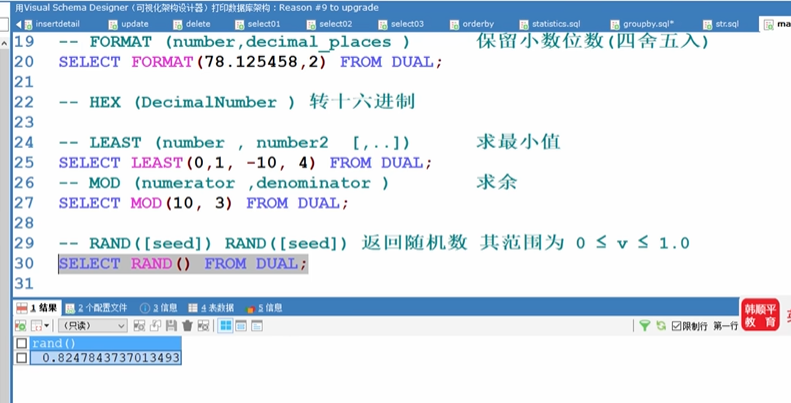 用Visual Schema Designer（可视化架构设计器）打印数据库架构：Reason #9 to upgrade
insertdetail update delete select01 select02 select03 orderby statistics.sql groupby.sql* str.sql ma
19 -- FORMAT (number,decimal_places ) 保留小数位数(四舍五入)
20 SELECT FORMAT(78.125458,2) FROM DUAL;
21
22 -- HEX (DecimalNumber ) 转十六进制
23
24 -- LEAST (number , number2 [,..]) 求最小值
25 SELECT LEAST(0,1, -10, 4) FROM DUAL;
26 -- MOD (numerator ,denominator ) 求余
27 SELECT MOD(10, 3) FROM DUAL;
28
29 -- RAND([seed]) RAND([seed]) 返回随机数 其范围为 0 ≤ v ≤ 1.0
30 SELECT RAND() FROM DUAL;
31
1 结果 2 个配置文件 3 信息 4 表数据 5 信息
（只读） 限制行 第一行
韩顺平
教 育
rand()
0.8247843737013493